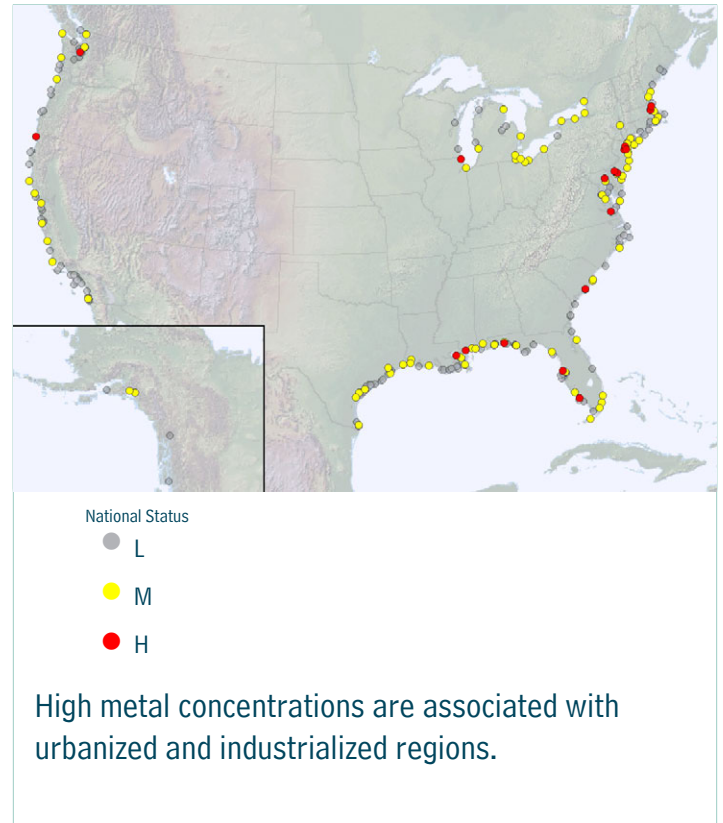 National Status
L
M
H
High metal concentrations are associated with
urbanized and industrialized regions.